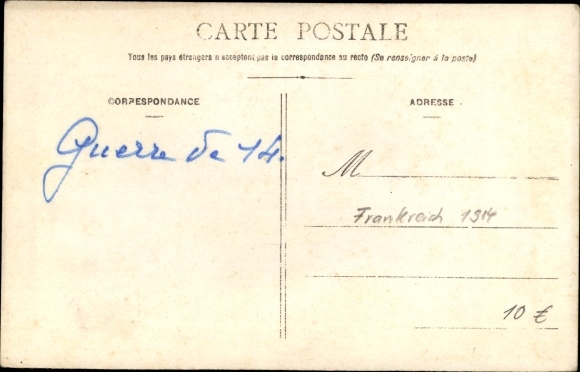 CARTE POSTALE
Tous les pays étrangers n'acceptent pas la correspondance au recto (Se renseigner à la poste)
CORRESPONDANCE
ADRESSE
Guerre de 14.
M
Frankreich 1914
10 €